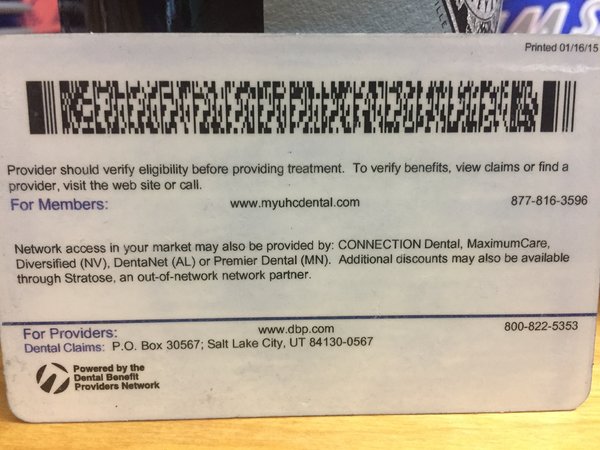 Printed 01/16/15
Provider should verify eligibility before providing treatment. To verify benefits, view claims or find a
provider, visit the web site or call.
For Members: www.myuhcdental.com 877-816-3596
Network access in your market may also be provided by: CONNECTION Dental, MaximumCare,
Diversified (NV), DentaNet (AL) or Premier Dental (MN). Additional discounts may also be available
through Stratose, an out-of-network network partner.
For Providers: www.dbp.com 800-822-5353
Dental Claims: P.O. Box 30567; Salt Lake City, UT 84130-0567
Powered by the
Dental Benefit
Providers Network